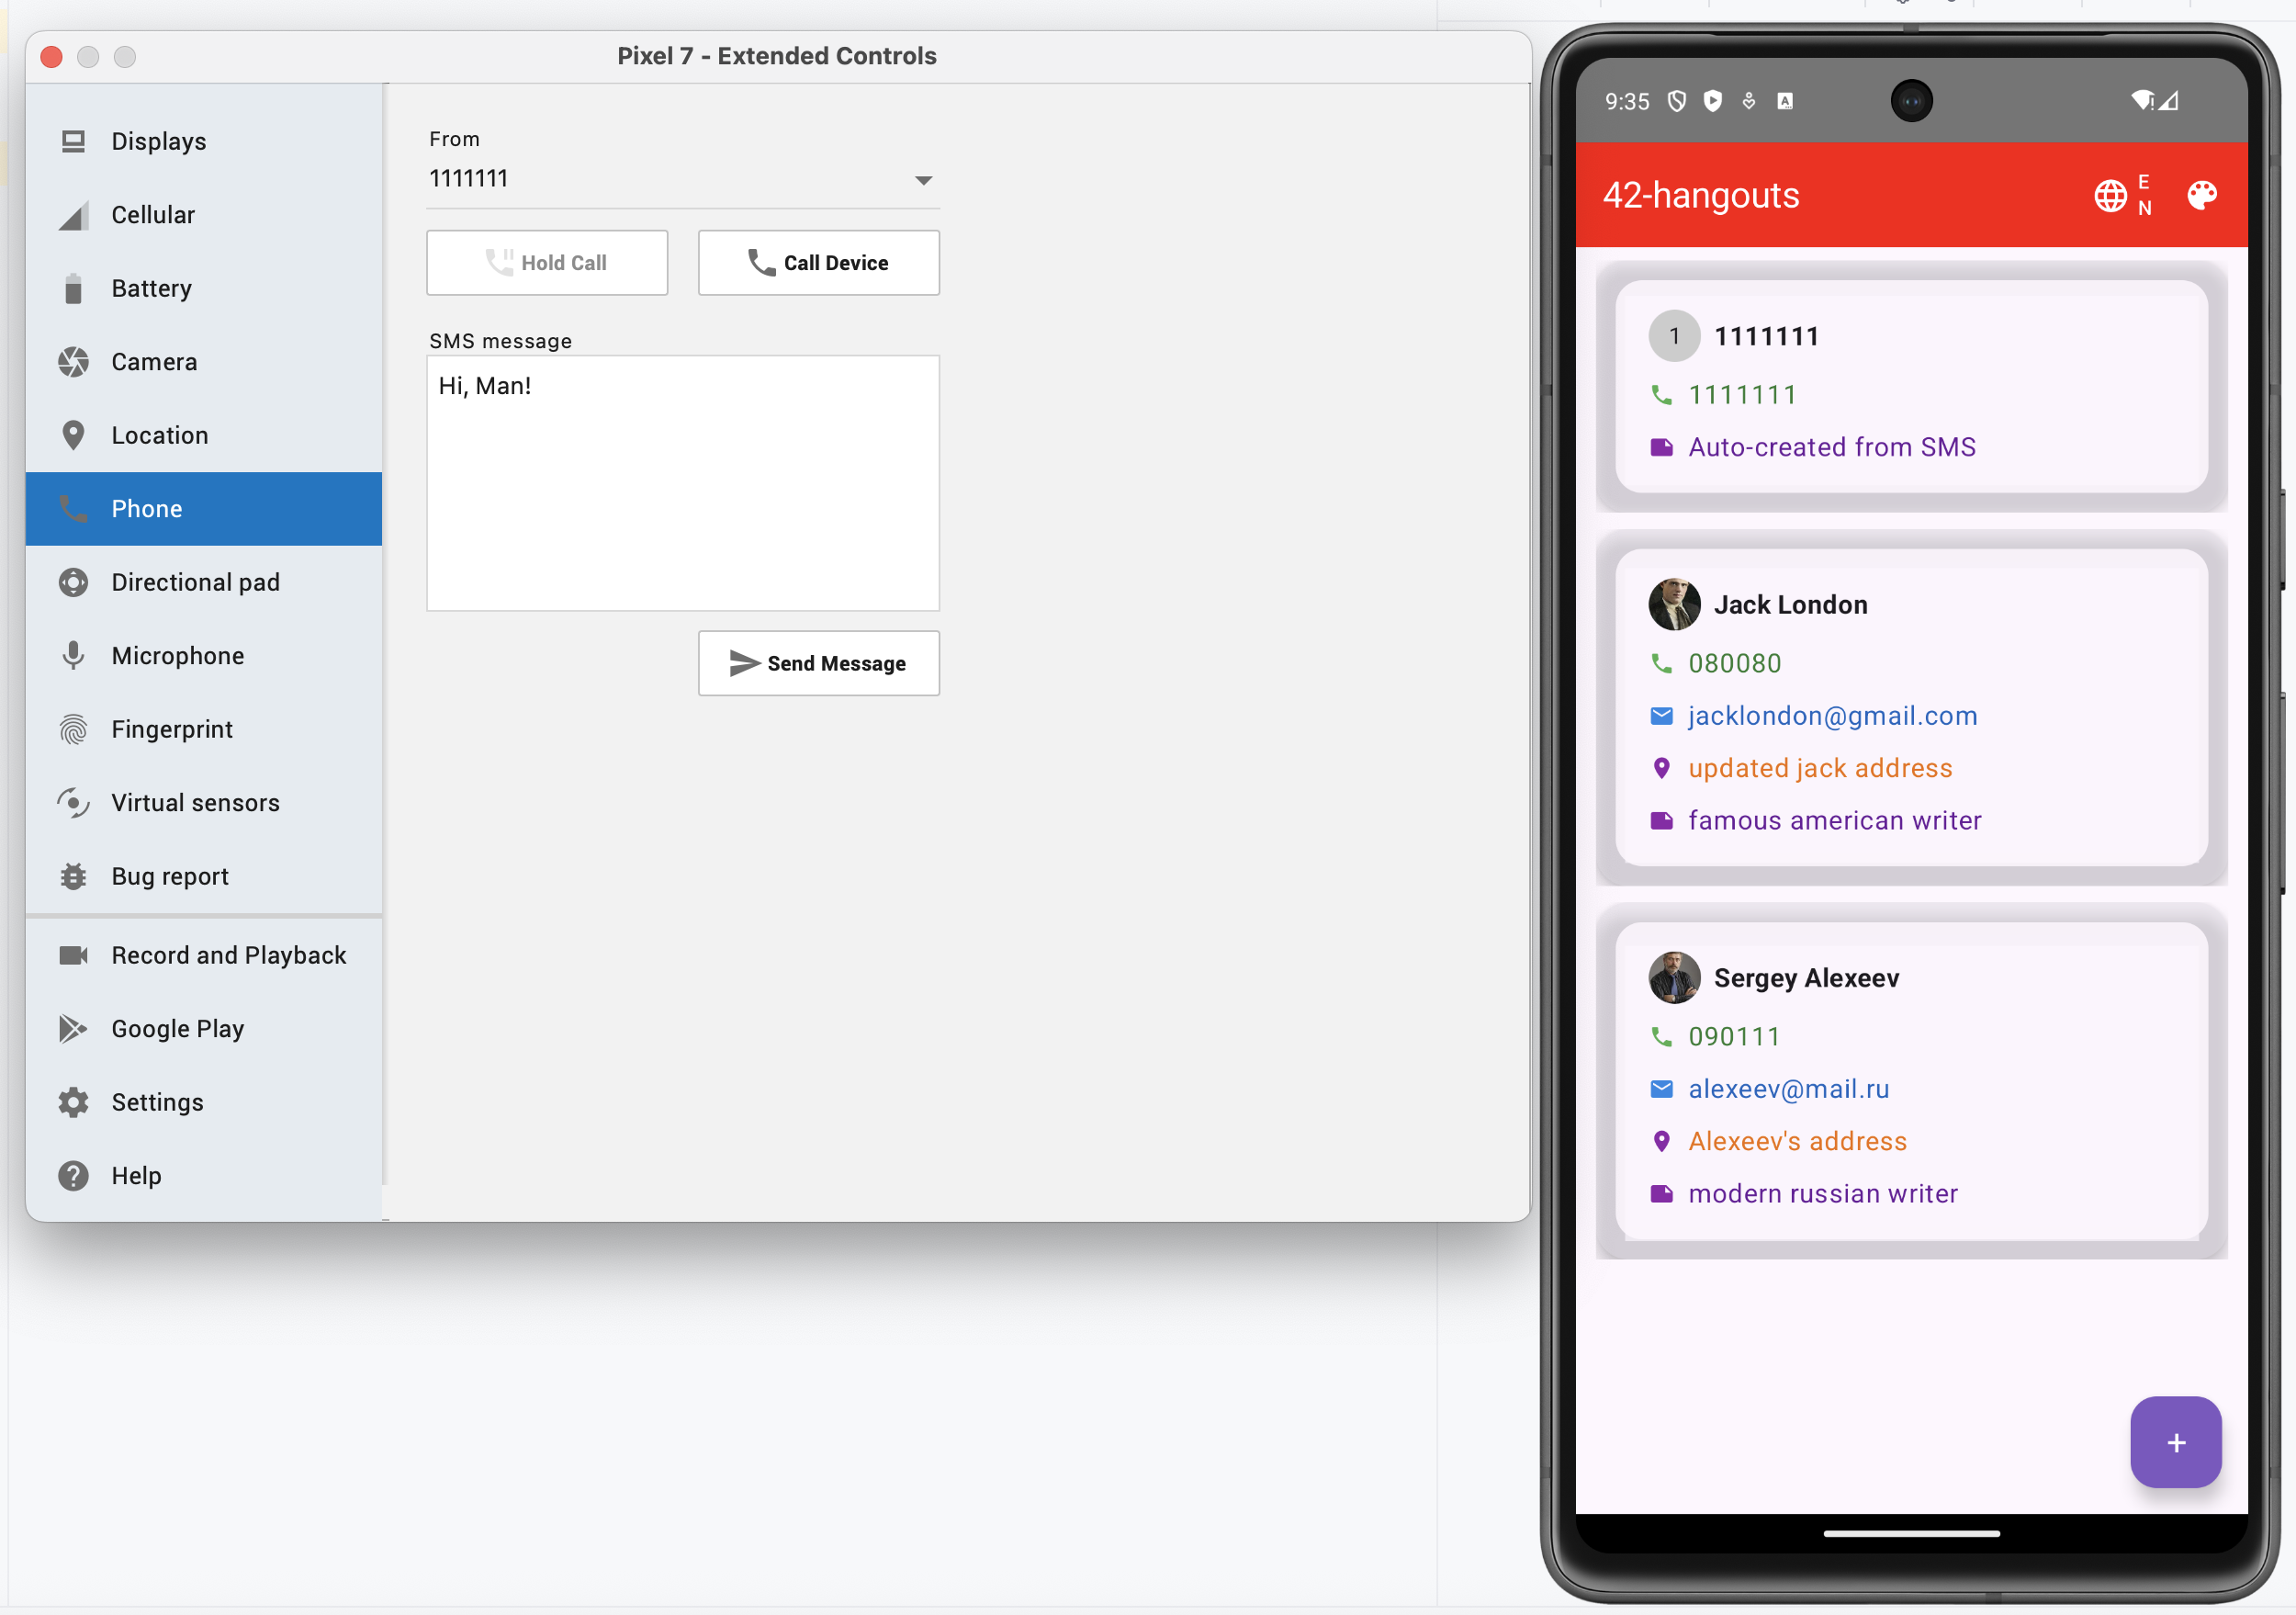 Pixel 7 - Extended Controls
Displays
Cellular
Battery
Camera
Location
Phone
Directional pad
Microphone
Fingerprint
Virtual sensors
Bug report
Record and Playback
Google Play
Settings
Help
From
1111111
Hold Call
Call Device
SMS message
Hi, Man!
Send Message
9:35
A
42-hangouts
E
N
1
1111111
1111111
Auto-created from SMS
Jack London
080080
jacklondon@gmail.com
updated jack address
famous american writer
Sergey Alexeev
090111
alexeev@mail.ru
Alexeev's address
modern russian writer
+